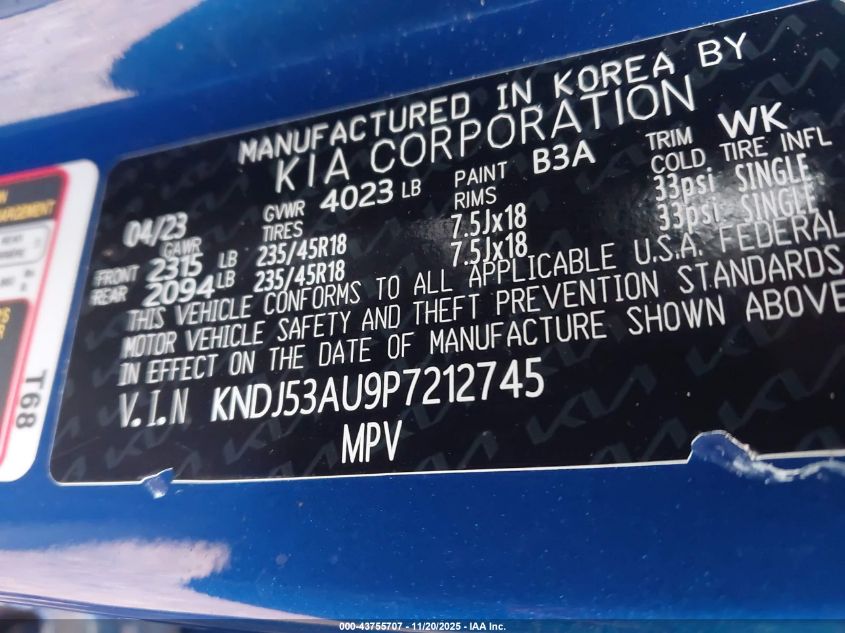 MANUFACTURED IN KOREA BY
KIA CORPORATION
04/23 GVWR 4023 LB PAINT B3A TRIM WK
GAWR TIRES RIMS COLD TIRE INFL
FRONT 2315 LB 235/45R18 7.5Jx18 33psi SINGLE
REAR 2094 LB 235/45R18 7.5Jx18 33psi SINGLE
THIS VEHICLE CONFORMS TO ALL APPLICABLE U.S.A. FEDERAL
MOTOR VEHICLE SAFETY AND THEFT PREVENTION STANDARDS
IN EFFECT ON THE DATE OF MANUFACTURE SHOWN ABOVE
V.I.N KNDJ53AU9P7212745
MPV
T68
000-43755707 - 11/20/2025 - IAA Inc.